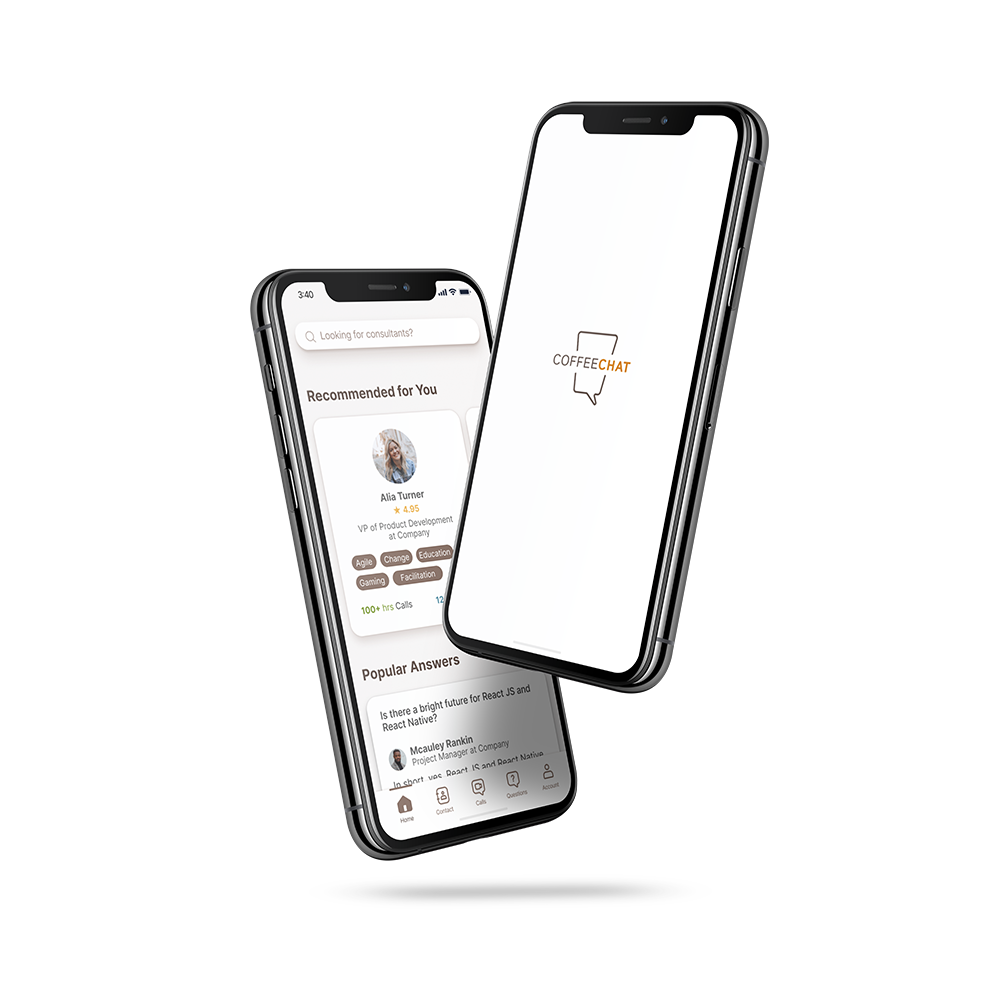 3:40
Looking for consultants?
Recommended for You
Alia Turner
★ 4.95
VP of Product Development
at Company
Agile Change Education
Gaming Facilitation
100+ hrs Calls 12
Popular Answers
Is there a bright future for React JS and
React Native?
Mcauley Rankin
Project Manager at Company
In short, yes. React JS and React Native
Home Contact Calls Questions Account
COFFEECHAT